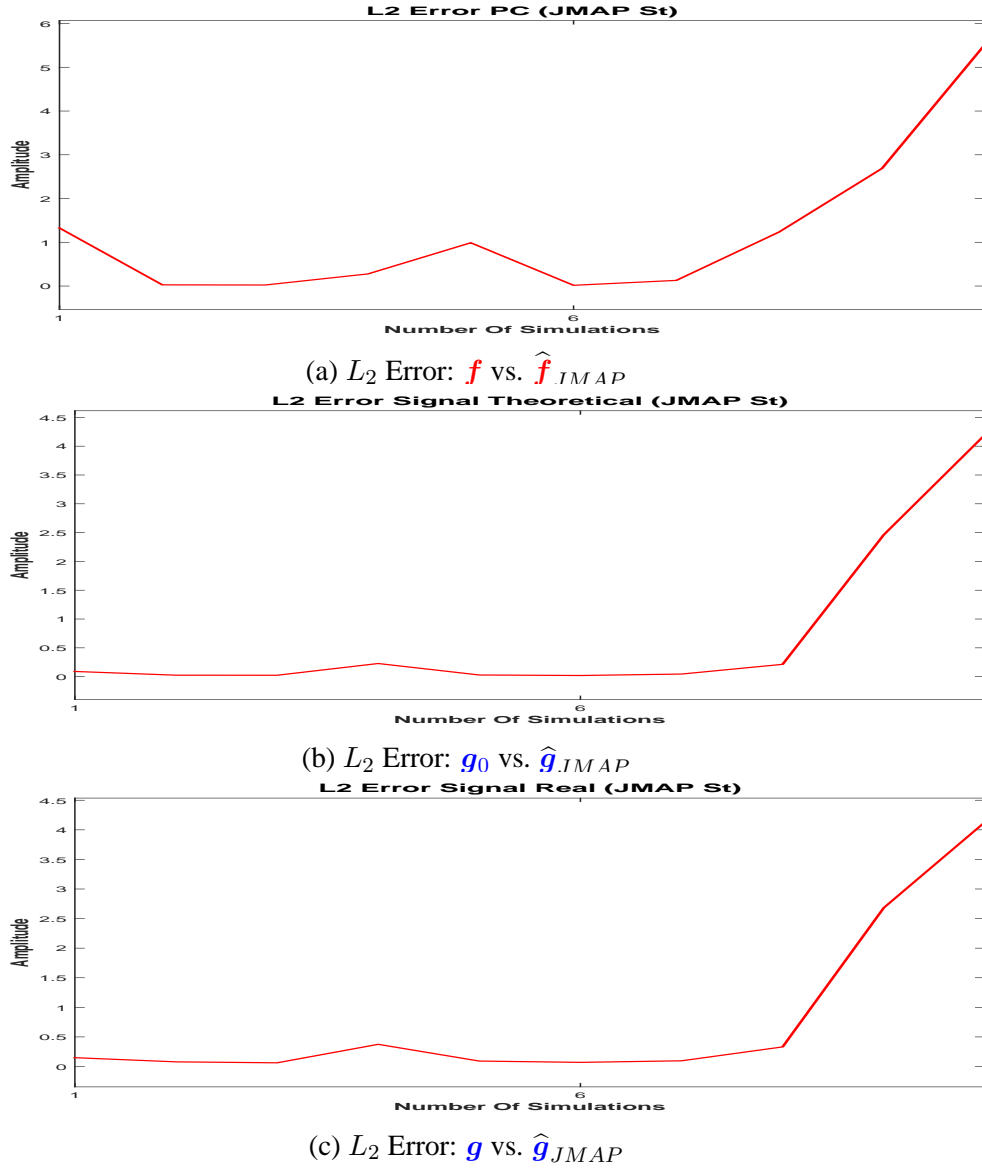 L2 Error PC (JMAP St)
6
5
4
3
2
1
0
Amplitude
1 6
Number Of Simulations
(a) L₂ Error: f vs. f̂_JMAP
L2 Error Signal Theoretical (JMAP St)
4.5
4
3.5
3
2.5
2
1.5
1
0.5
0
Amplitude
1 6
Number Of Simulations
(b) L₂ Error: g₀ vs. ĝ_JMAP
L2 Error Signal Real (JMAP St)
4.5
4
3.5
3
2.5
2
1.5
1
0.5
0
Amplitude
1 6
Number Of Simulations
(c) L₂ Error: g vs. ĝ_JMAP